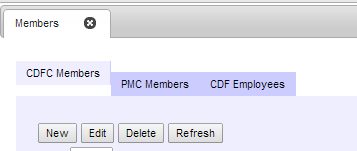 Members
CDFC Members
PMC Members CDF Employees
New Edit Delete Refresh